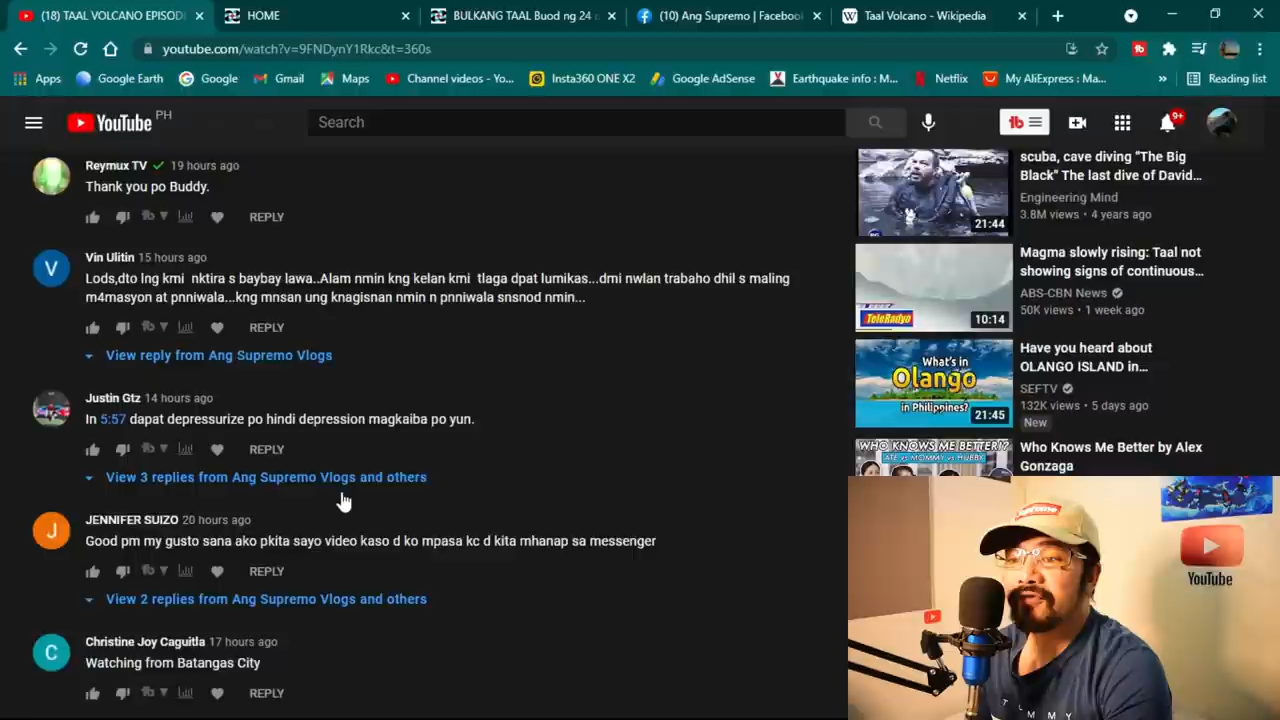 (18) TAAL VOLCANO EPISOD
HOME
BULKANG TAAL Buod ng 24 o
(10) Ang Supremo | Facebook
Taal Volcano - Wikipedia
youtube.com/watch?v=9FNDynY1Rkc&t=360s
Apps
Google Earth
Google
Gmail
Maps
Channel videos - Yo...
Insta360 ONE X2
Google AdSense
Earthquake info : M...
Netflix
My AliExpress : Ma...
Reading list
YouTube PH
Search
9+
Reymux TV 19 hours ago
Thank you po Buddy.
REPLY
Vin Ulitin 15 hours ago
Lods,dto lng kmi nktira s baybay lawa..Alam nmin kng kelan kmi tlaga dpat lumikas...dmi nwlan trabaho dhil s maling
m4masyon at pnniwala...kng mnsan ung knagisnan nmin n pnniwala snsnod nmin...
REPLY
View reply from Ang Supremo Vlogs
Justin Gtz 14 hours ago
In 5:57 dapat depressurize po hindi depression magkaiba po yun.
REPLY
View 3 replies from Ang Supremo Vlogs and others
JENNIFER SUIZO 20 hours ago
Good pm my gusto sana ako pkita sayo video kaso d ko mpasa kc d kita mhanap sa messenger
REPLY
View 2 replies from Ang Supremo Vlogs and others
Christine Joy Caguitla 17 hours ago
Watching from Batangas City
REPLY
scuba, cave diving “The Big
Black” The last dive of David...
Engineering Mind
3.8M views • 4 years ago
21:44
Magma slowly rising: Taal not
showing signs of continuous...
ABS-CBN News
50K views • 1 week ago
TeleRadyo
10:14
Have you heard about
OLANGO ISLAND in...
SEFTV
132K views • 5 days ago
New
What's in
Olango
in Philippines?
21:45
Who Knows Me Better by Alex
Gonzaga
WHO KNOWS ME BETTER!?
ATE vs MOMMY vs HUBBY
YouTube